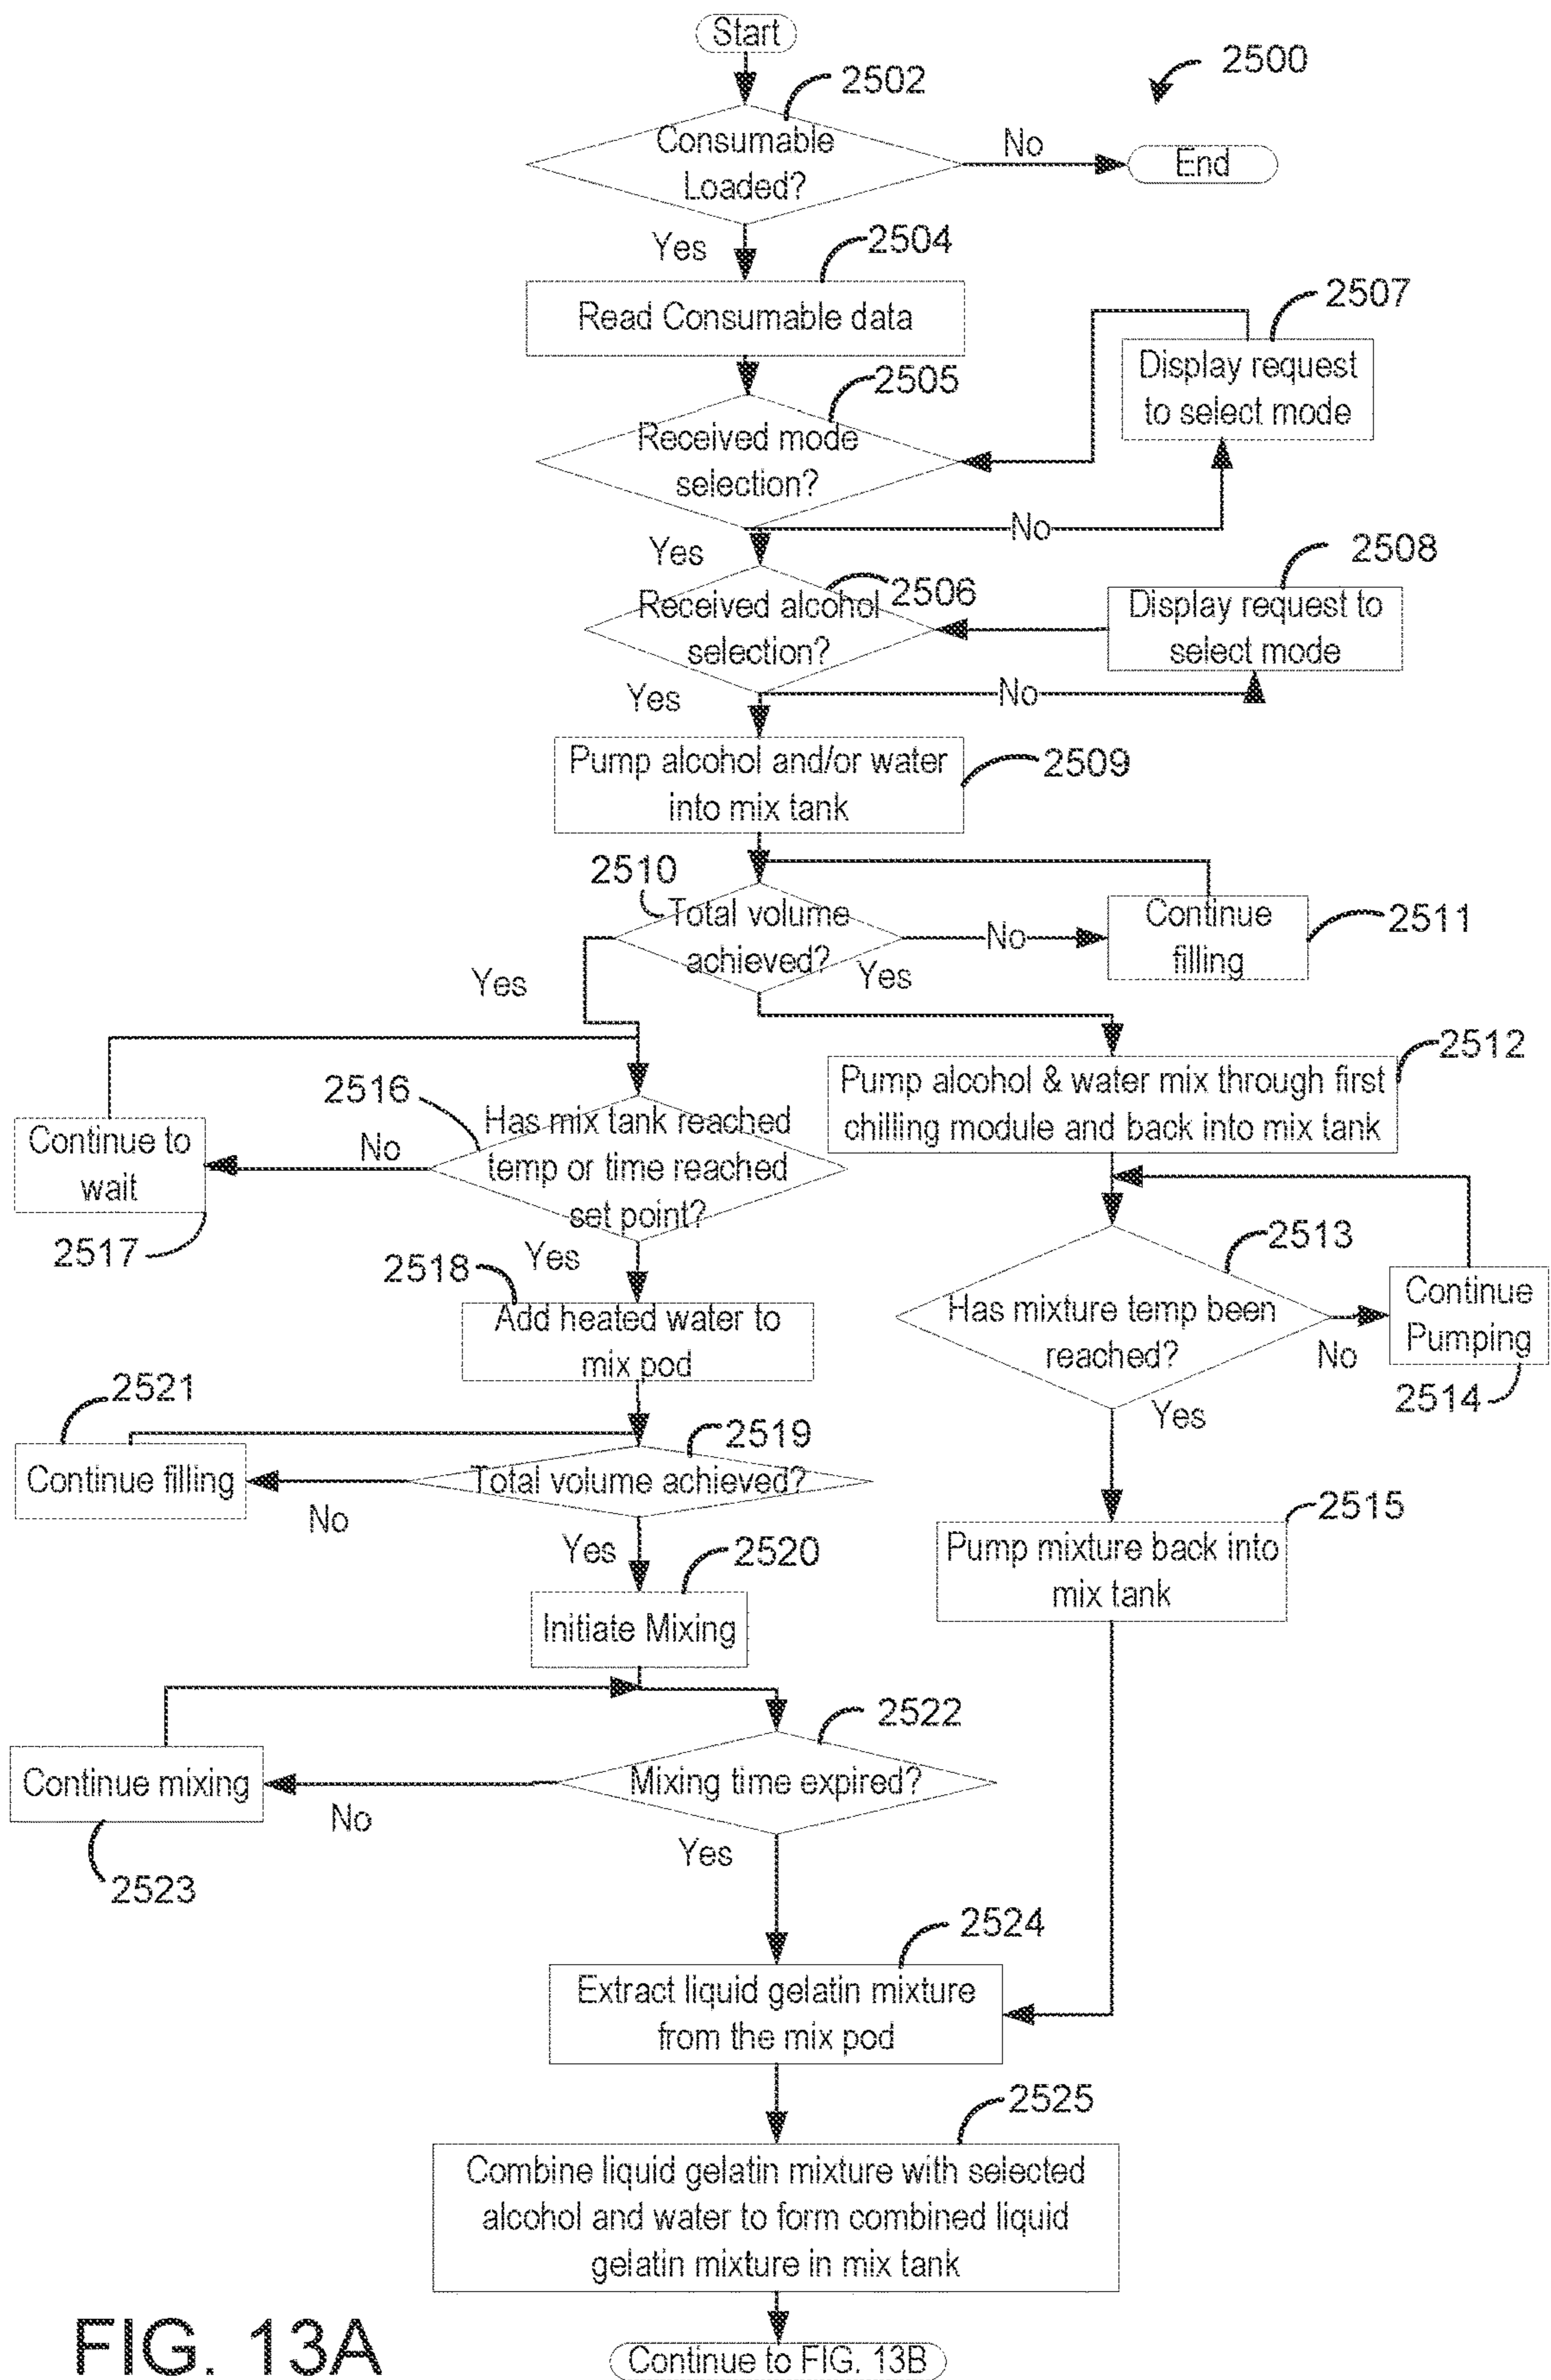 Start
2500
2502
Consumable
Loaded?
No
End
Yes
2504
Read Consumable data
2507
Display request
to select mode
2505
Received mode
selection?
No
Yes
2508
Display request to
select mode
2506
Received alcohol
selection?
No
Yes
Pump alcohol and/or water
into mix tank
2509
2510
Total volume
achieved?
No
Continue
filling
2511
Yes
Yes
2512
Pump alcohol & water mix through first
chilling module and back into mix tank
2516
Has mix tank reached
temp or time reached
set point?
No
Continue to
wait
2517
Yes
2513
Has mixture temp been
reached?
No
Continue
Pumping
2514
Yes
2518
Add heated water to
mix pod
2521
Continue filling
2519
Total volume achieved?
No
Yes
2515
Pump mixture back into
mix tank
2520
Initiate Mixing
2522
Mixing time expired?
No
Continue mixing
2523
Yes
2524
Extract liquid gelatin mixture
from the mix pod
2525
Combine liquid gelatin mixture with selected
alcohol and water to form combined liquid
gelatin mixture in mix tank
Continue to FIG. 13B
FIG. 13A